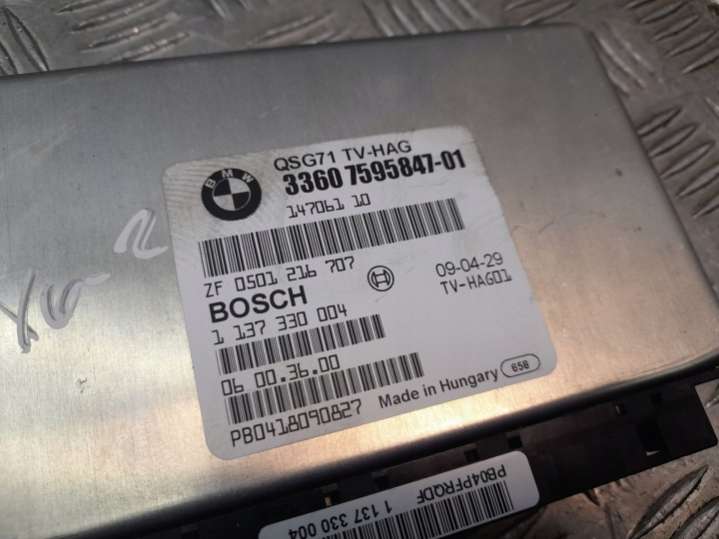 QSG71 TV-HAG
BMW
3360 7595847-01
147061 10
ZF 0501 216 707
09-04-29
BOSCH
TV-HAG01
1 137 330 004
06 00.36.00
Made in Hungary 658
PB0418090827
PB04PFRQDF
1 137 330 004